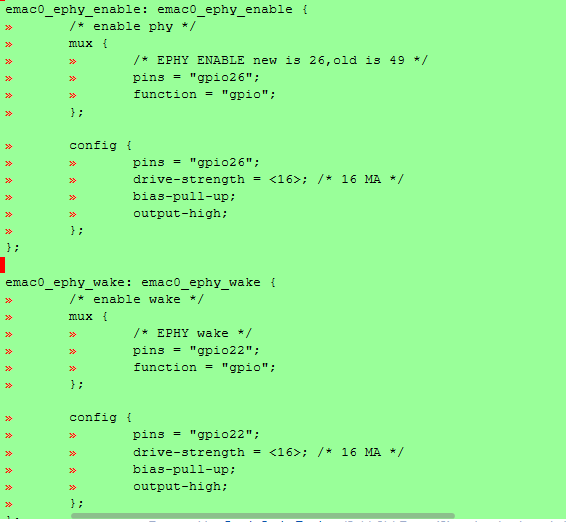 emac0_ephy_enable: emac0_ephy_enable {
» /* enable phy */
» mux {
» » /* EPHY ENABLE new is 26,old is 49 */
» » pins = "gpio26";
» » function = "gpio";
» };
» config {
» » pins = "gpio26";
» » drive-strength = <16>; /* 16 MA */
» » bias-pull-up;
» » output-high;
» };
};
emac0_ephy_wake: emac0_ephy_wake {
» /* enable wake */
» mux {
» » /* EPHY wake */
» » pins = "gpio22";
» » function = "gpio";
» };
» config {
» » pins = "gpio22";
» » drive-strength = <16>; /* 16 MA */
» » bias-pull-up;
» » output-high;
» };